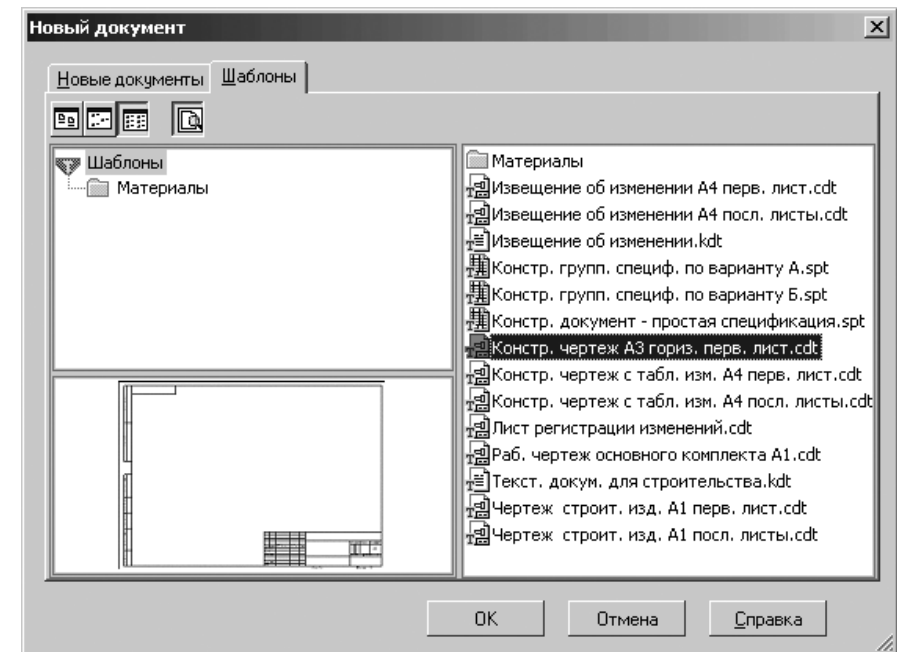 Новый документ
Новые документы
Шаблоны
Шаблоны
Материалы
Материалы
Извещение об изменении А4 перв. лист.cdt
Извещение об изменении А4 посл. листы.cdt
Извещение об изменении.kdt
Констр. групп. специф. по варианту А.spt
Констр. групп. специф. по варианту Б.spt
Констр. документ - простая спецификация.spt
Констр. чертеж А3 гориз. перв. лист.cdt
Констр. чертеж с табл. изм. А4 перв. лист.cdt
Констр. чертеж с табл. изм. А4 посл. листы.cdt
Лист регистрации изменений.cdt
Раб. чертеж основного комплекта А1.cdt
Текст. докум. для строительства.kdt
Чертеж строит. изд. А1 перв. лист.cdt
Чертеж строит. изд. А1 посл. листы.cdt
OK
Отмена
Справка